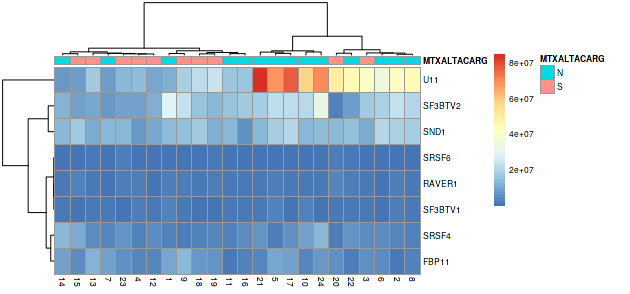 MTXALTACARG
U11
SF3BTV2
SND1
SRSF6
RAVER1
SF3BTV1
SRSF4
FBP11
14 15 13 7 23 4 12 1 9 18 19 11 16 21 5 17 10 24 20 22 3 6 2 8
8e+07
6e+07
4e+07
2e+07
MTXALTACARG
N
S